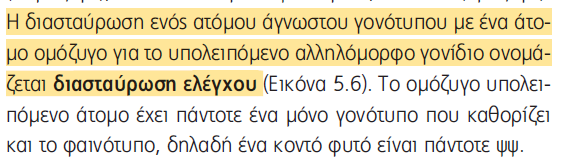 Η διασταύρωση ενός ατόμου άγνωστου γονότυπου με ένα άτο-
μο ομόζυγο για το υπολειπόμενο αλληλόμορφο γονίδιο ονομά-
ζεται διασταύρωση ελέγχου (Εικόνα 5.6). Το ομόζυγο υπολει-
πόμενο άτομο έχει πάντοτε ένα μόνο γονότυπο που καθορίζει
και το φαινότυπο, δηλαδή ένα κοντό φυτό είναι πάντοτε ψψ.